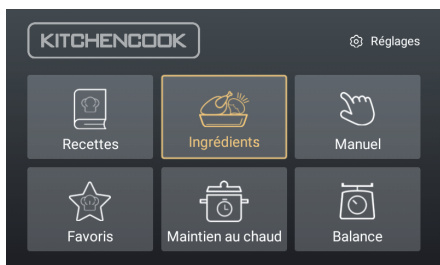 KITCHENCOOK
Réglages
Recettes
Ingrédients
Manuel
Favoris
Maintien au chaud
Balance